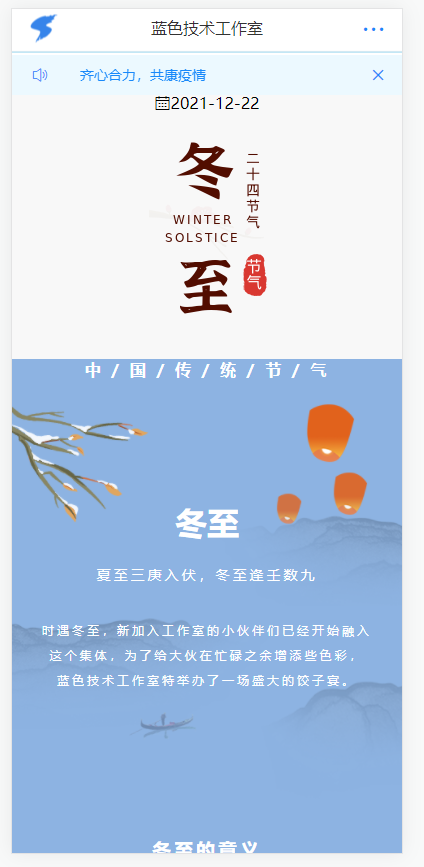 蓝色技术工作室
齐心合力，共康疫情
2021-12-22
冬
二十四节气
WINTER
SOLSTICE
至
节气
中 / 国 / 传 / 统 / 节 / 气
冬至
夏至三庚入伏，冬至逢壬数九
时遇冬至，新加入工作室的小伙伴们已经开始融入
这个集体，为了给大伙在忙碌之余增添些色彩，
蓝色技术工作室特举办了一场盛大的饺子宴。
冬至的意义